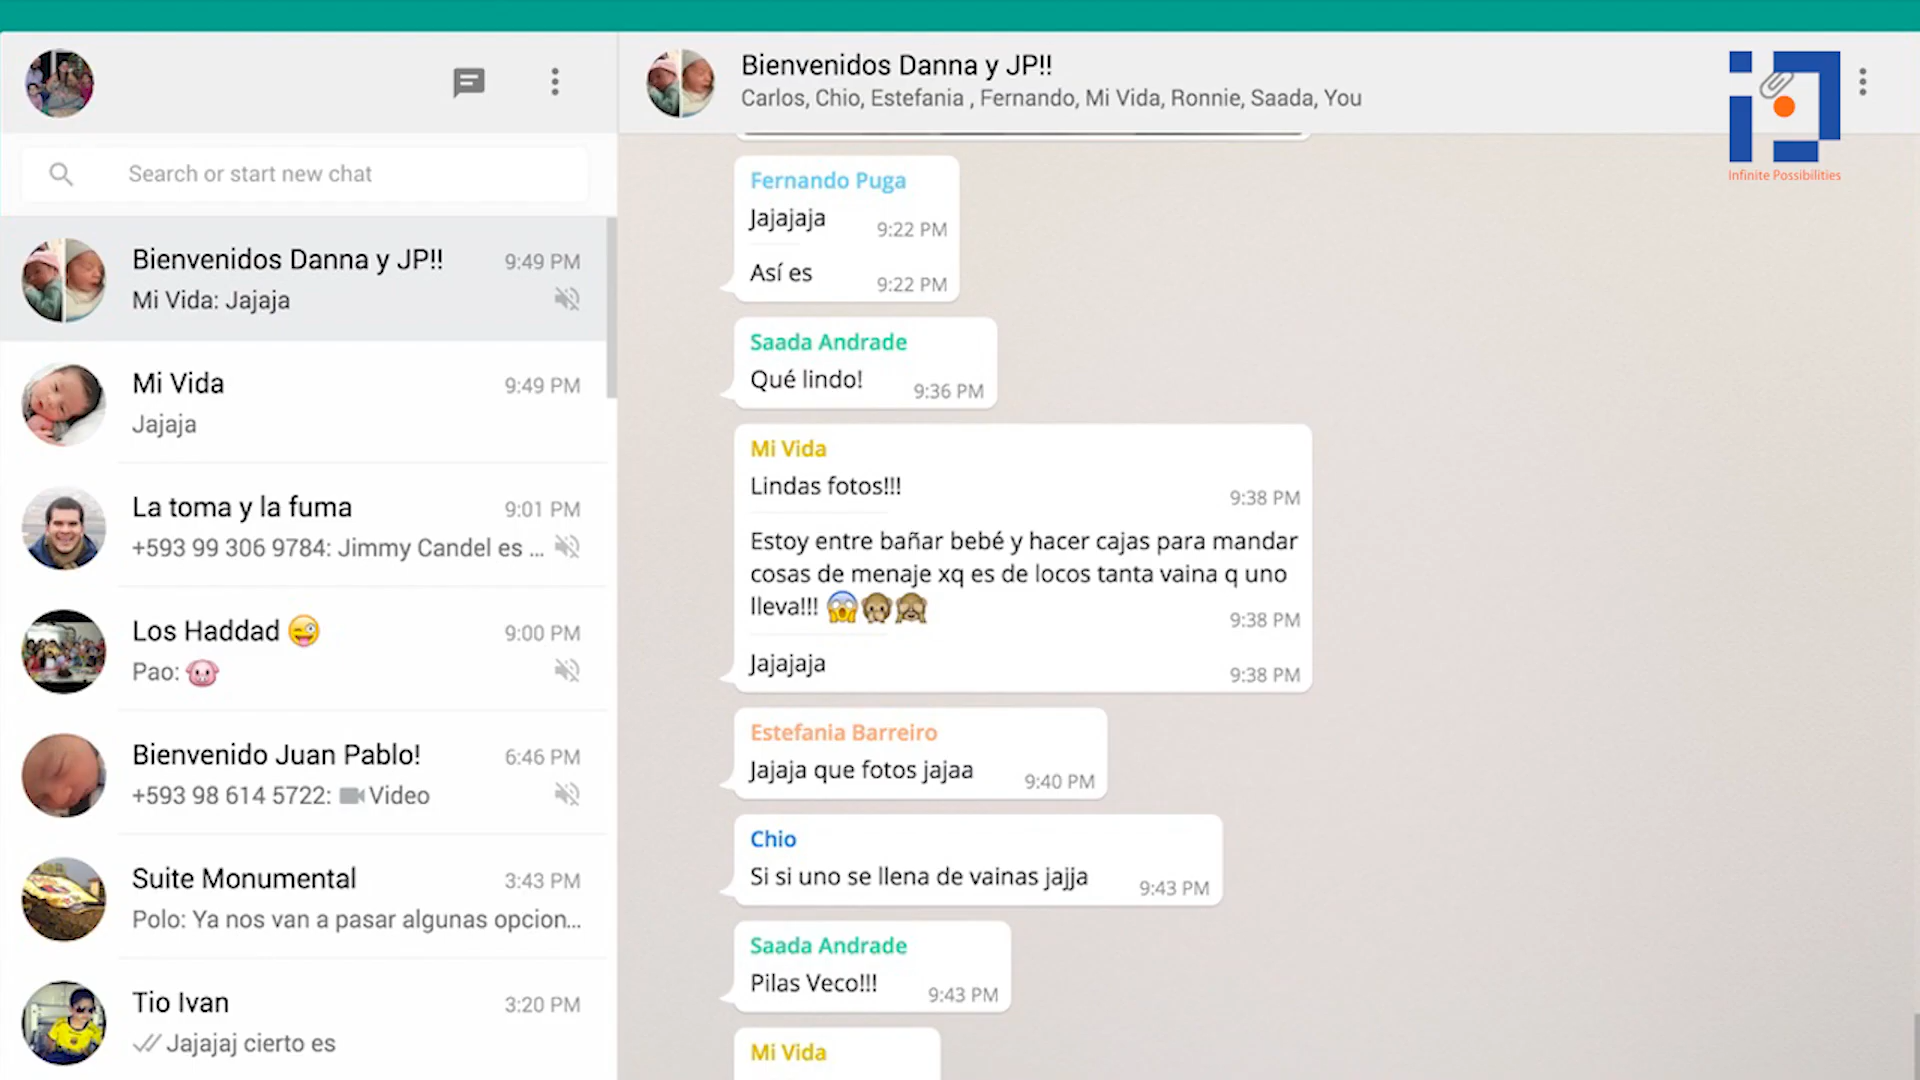 Search or start new chat
Bienvenidos Danna y JP!!
9:49 PM
Mi Vida: Jajaja
Mi Vida
9:49 PM
Jajaja
La toma y la fuma
9:01 PM
+593 99 306 9784: Jimmy Candel es ...
Los Haddad 😜
9:00 PM
Pao: 🐷
Bienvenido Juan Pablo!
6:46 PM
+593 98 614 5722: Video
Suite Monumental
3:43 PM
Polo: Ya nos van a pasar algunas opcion...
Tio Ivan
3:20 PM
Jajajaj cierto es
Bienvenidos Danna y JP!!
Carlos, Chio, Estefania , Fernando, Mi Vida, Ronnie, Saada, You
Infinite Possibilities
Fernando Puga
Jajajaja
9:22 PM
Así es
9:22 PM
Saada Andrade
Qué lindo!
9:36 PM
Mi Vida
Lindas fotos!!!
9:38 PM
Estoy entre bañar bebé y hacer cajas para mandar
cosas de menaje xq es de locos tanta vaina q uno
lleva!!! 😱🙊🙈
9:38 PM
Jajajaja
9:38 PM
Estefania Barreiro
Jajaja que fotos jajaa
9:40 PM
Chio
Si si uno se llena de vainas jajja
9:43 PM
Saada Andrade
Pilas Veco!!!
9:43 PM
Mi Vida